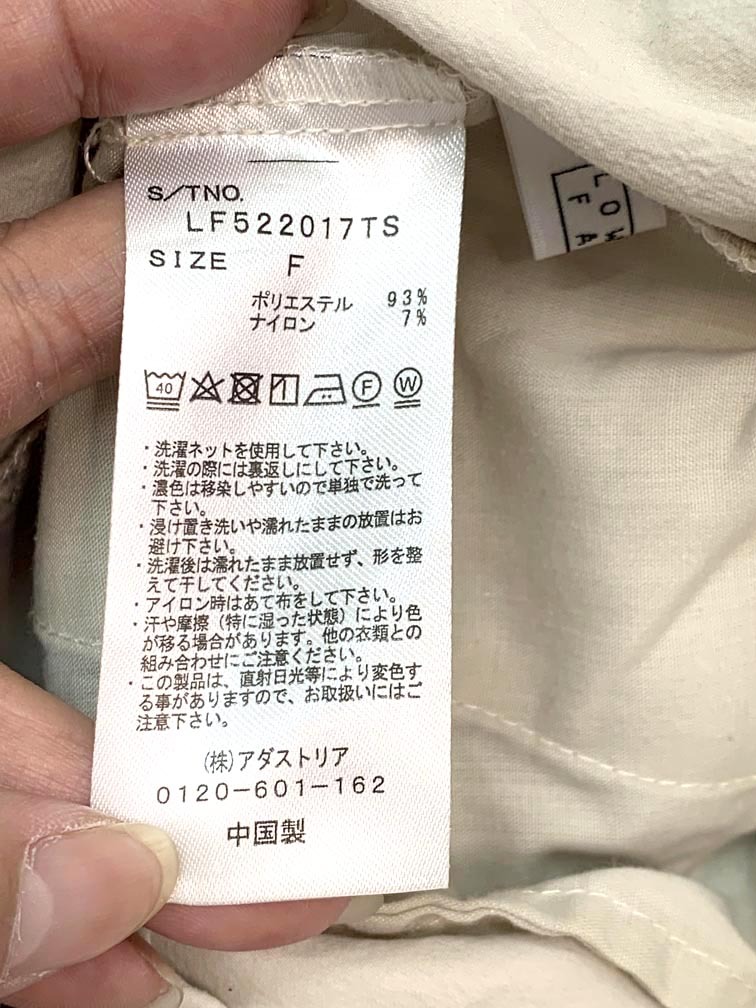 S/TNO.
LF522017TS
SIZE F
ポリエステル 93%
ナイロン 7%
40 F W
・洗濯ネットを使用して下さい。
・洗濯の際には裏返しにして下さい。
・濃色は移染しやすいので単独で洗って
下さい。
・浸け置き洗いや濡れたままの放置はお
避け下さい。
・洗濯後は濡れたまま放置せず、形を整
えて干してください。
・アイロン時はあて布をして下さい。
・汗や摩擦（特に湿った状態）により色
が移る場合があります。他の衣類との
組み合わせにご注意ください。
・この製品は、直射日光等により変色す
る事がありますので、お取扱いにはご
注意下さい。
(株)アダストリア
0120-601-162
中国製
LOW
FA